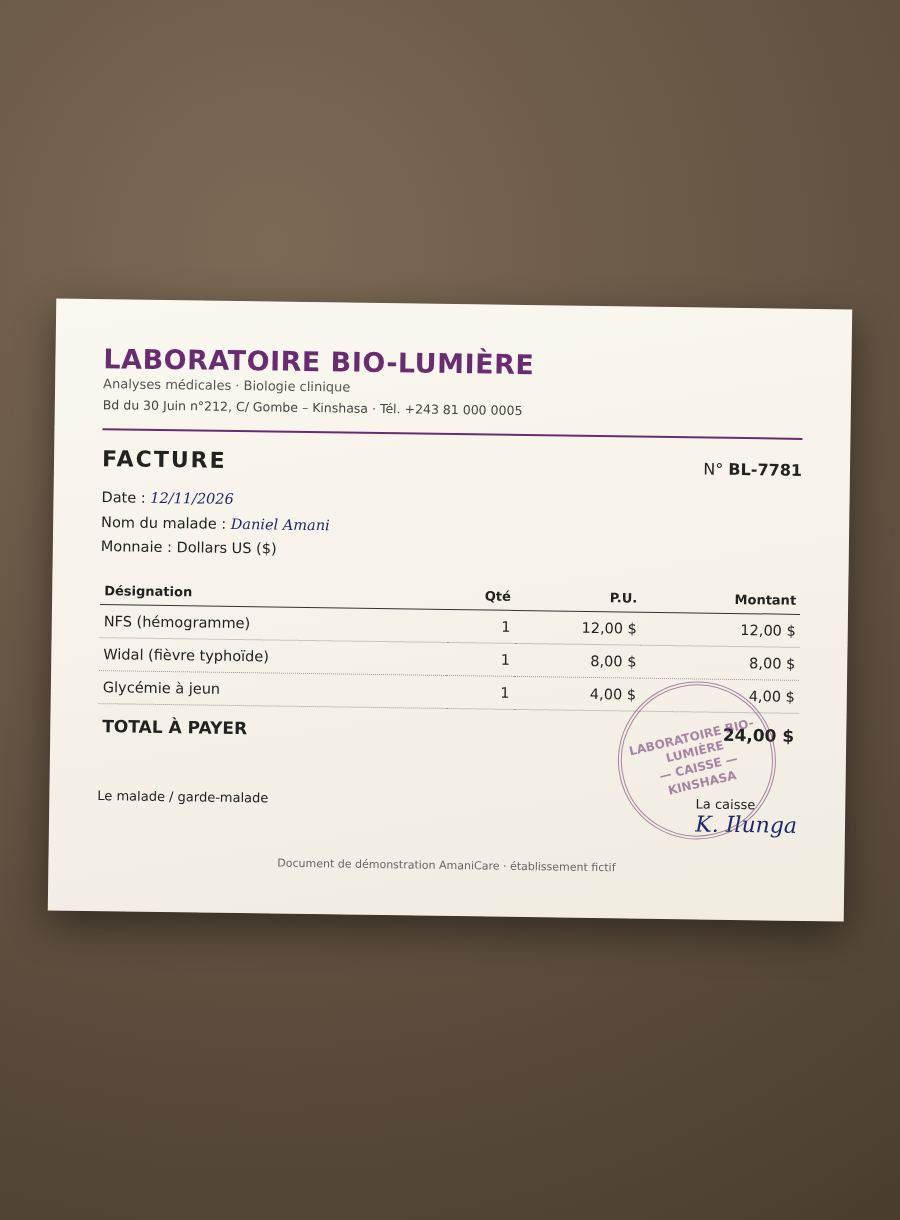 LABORATOIRE BIO-LUMIÈRE
Analyses médicales · Biologie clinique
Bd du 30 Juin n°212, C/ Gombe – Kinshasa · Tél. +243 81 000 0005
FACTURE N° BL-7781
Date : 12/11/2026
Nom du malade : Daniel Amani
Monnaie : Dollars US ($)
Désignation Qté P.U. Montant
NFS (hémogramme) 1 12,00 $ 12,00 $
Widal (fièvre typhoïde) 1 8,00 $ 8,00 $
Glycémie à jeun 1 4,00 $ 4,00 $
TOTAL À PAYER 24,00 $
LABORATOIRE BIO-
LUMIÈRE
— CAISSE —
KINSHASA
Le malade / garde-malade La caisse
K. Ilunga
Document de démonstration AmaniCare · établissement fictif